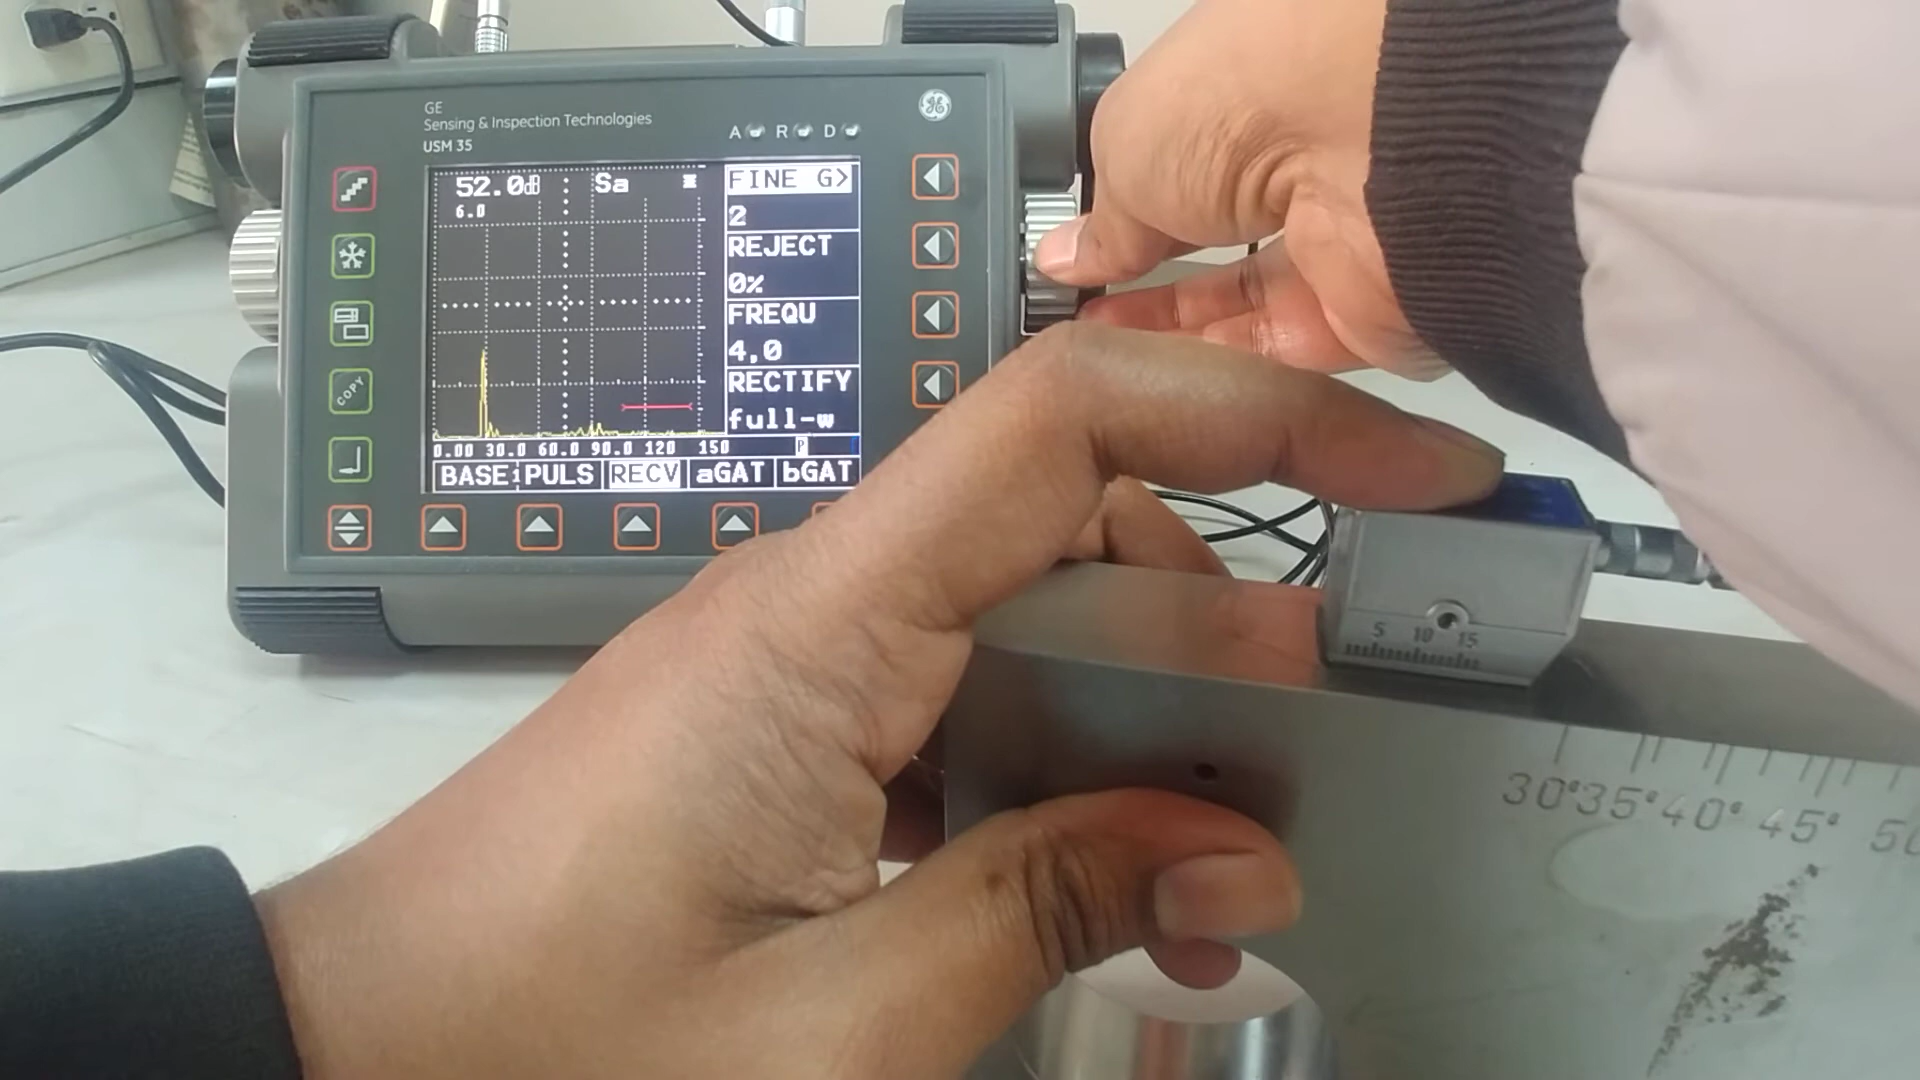 GE
Sensing & Inspection Technologies
USM 35
A R D
52.0dB
Sa
6.0
FINE G>
2
REJECT
0%
FREQU
4,0
RECTIFY
full-w
0.00 30.0 60.0 90.0 120 150
P
BASE PULS RECV aGAT bGAT
COPY
5 10 15
30° 35° 40° 45° 50